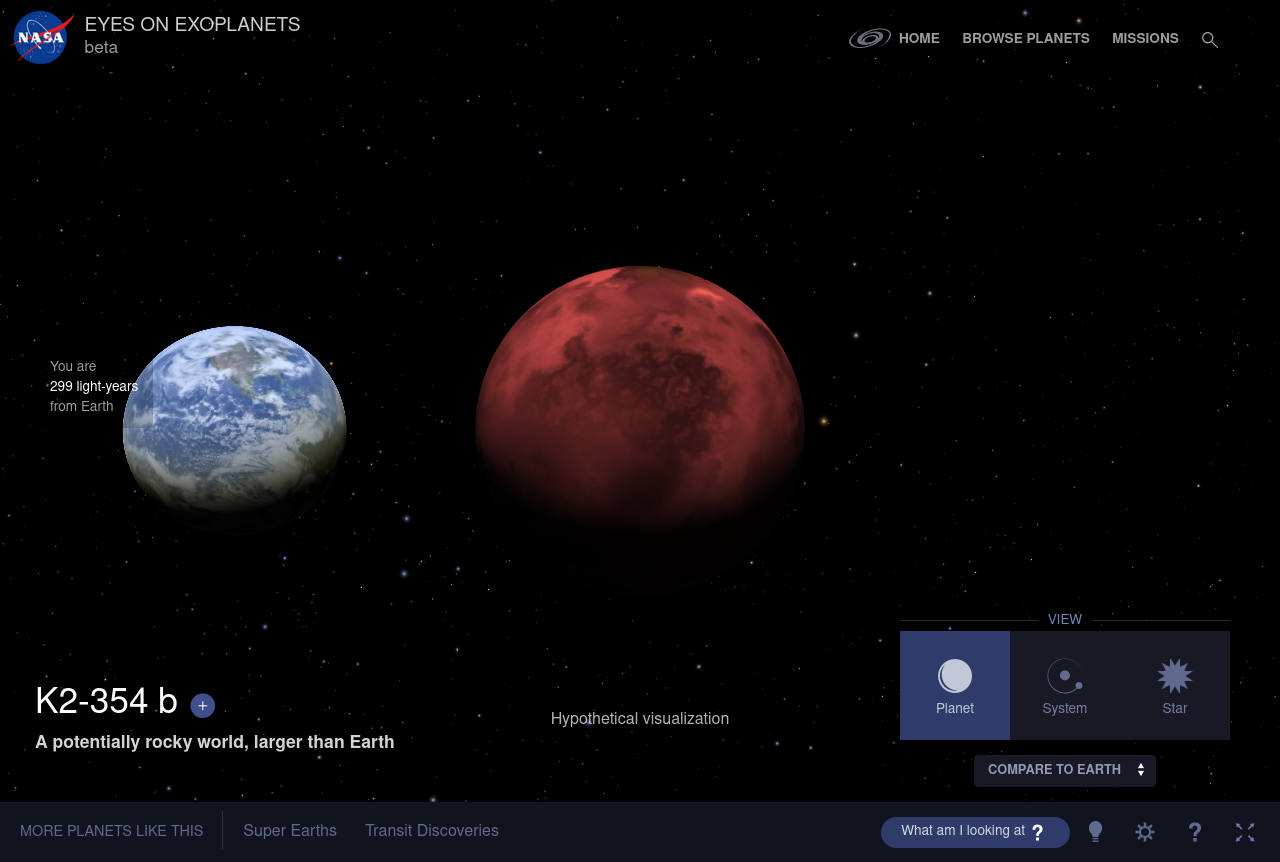 NASA
EYES ON EXOPLANETS
beta
HOME
BROWSE PLANETS
MISSIONS
You are
299 light-years
from Earth
VIEW
Planet
System
Star
K2-354 b +
A potentially rocky world, larger than Earth
Hypothetical visualization
COMPARE TO EARTH
MORE PLANETS LIKE THIS
Super Earths
Transit Discoveries
What am I looking at ?
?